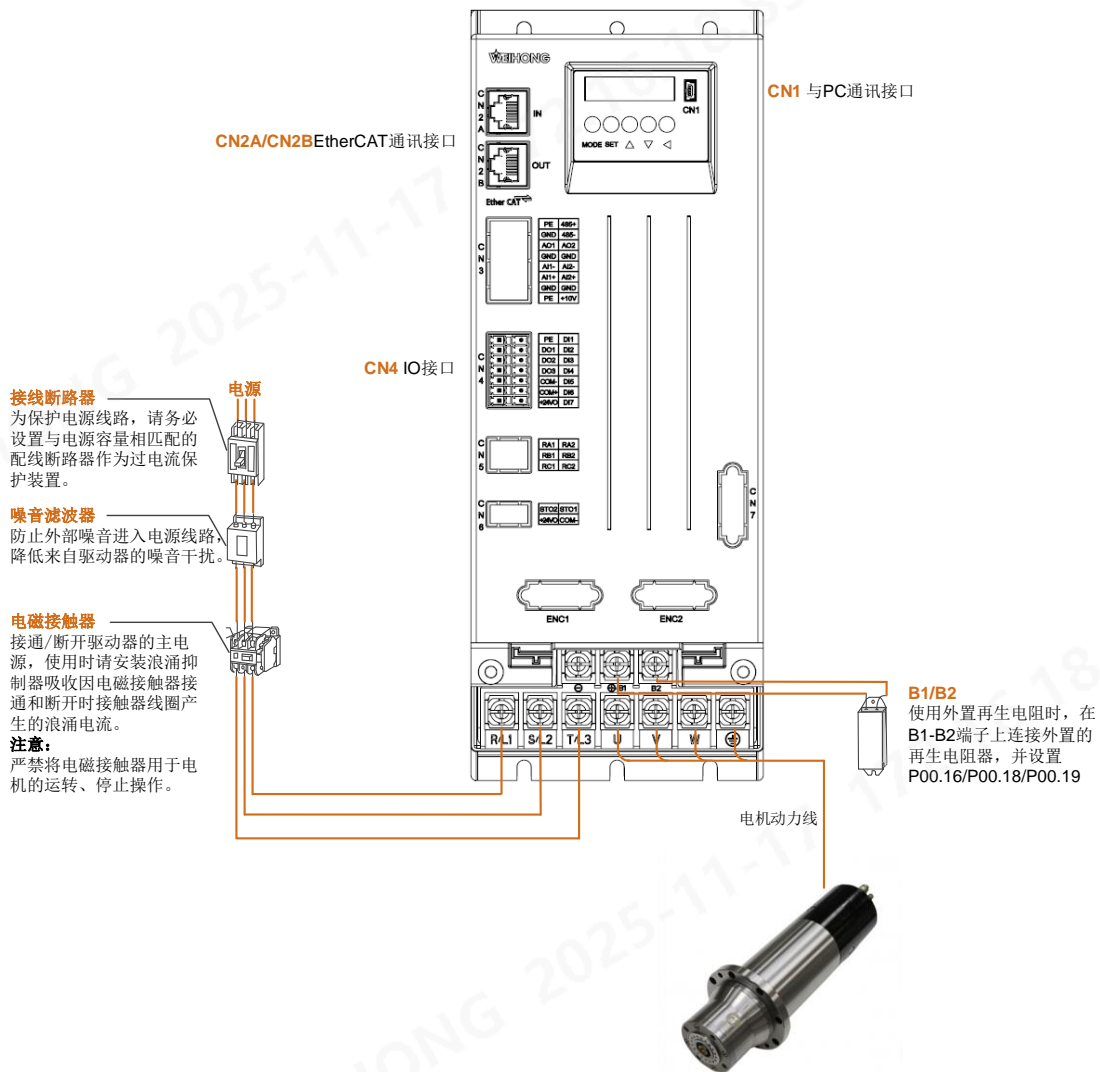 WEIHONG
CN2A
IN
CN2B
OUT
Ether CAT
CN1
MODE SET △ ▽ ◁
CN1 与PC通讯接口
CN2A/CN2BEtherCAT通讯接口
CN3
PE 485+
GND 485-
AO1 AO2
GND GND
AI1- AI2-
AI1+ AI2+
GND GND
PE +10V
CN4 IO接口
CN4
PE DI1
DO1 DI2
DO2 DI3
DO3 DI4
COM- DI5
COM+ DI6
+24VO DI7
CN5
RA1 RA2
RB1 RB2
RC1 RC2
CN6
STO2 STO1
+24VO COM-
CN7
ENC1
ENC2
⊖ ⊕ B1 B2
R/L1 S/L2 T/L3 U V W
电源
接线断路器
为保护电源线路，请务必
设置与电源容量相匹配的
配线断路器作为过电流保
护装置。
噪音滤波器
防止外部噪音进入电源线路，
降低来自驱动器的噪音干扰。
电磁接触器
接通/断开驱动器的主电
源，使用时请安装浪涌抑
制器吸收因电磁接触器接
通和断开时接触器线圈产
生的浪涌电流。
注意：
严禁将电磁接触器用于电
机的运转、停止操作。
B1/B2
使用外置再生电阻时，在
B1-B2端子上连接外置的
再生电阻器，并设置
P00.16/P00.18/P00.19
电机动力线
2025-11-17
2025-11-17